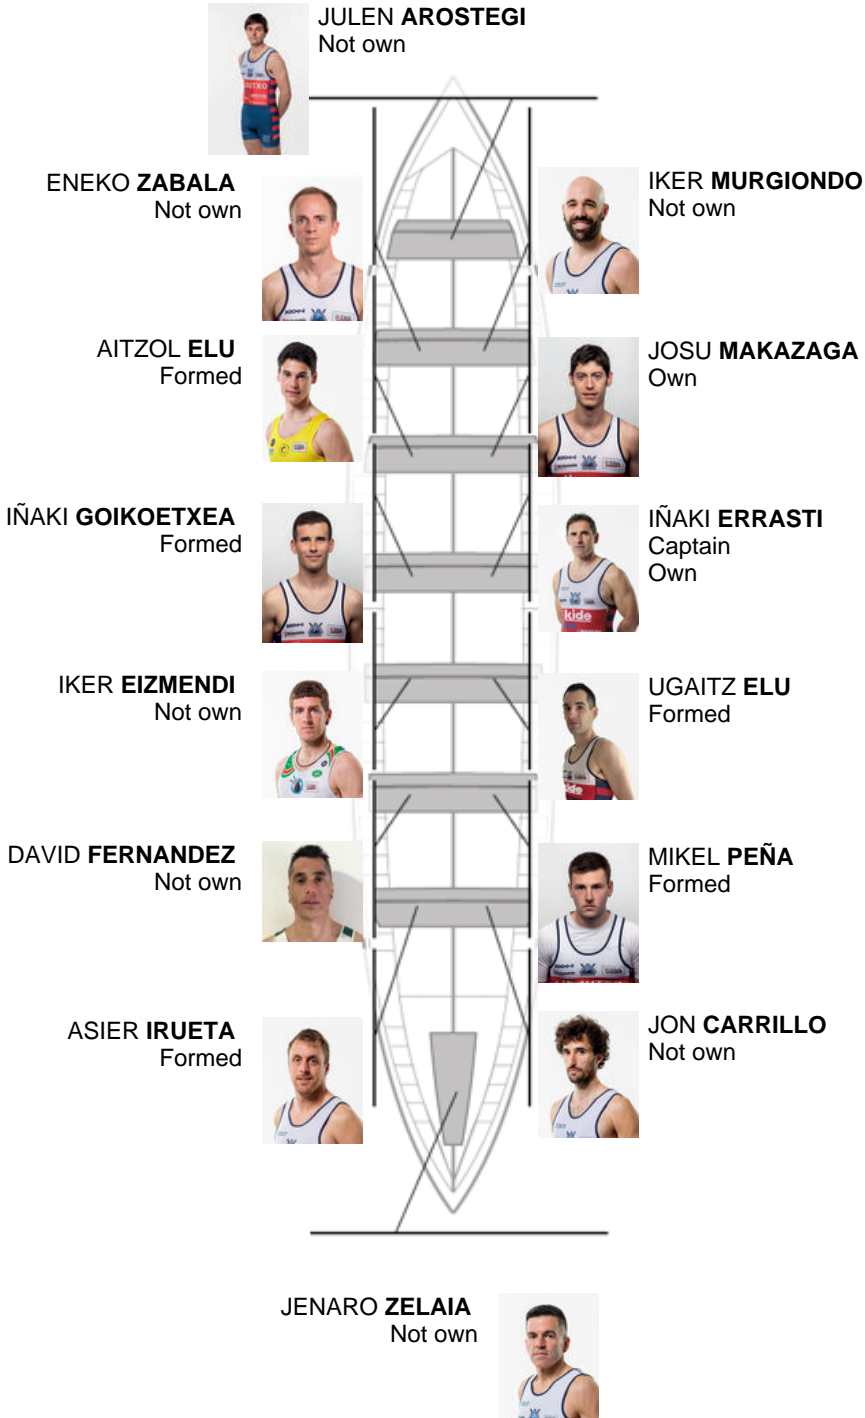 JULEN AROSTEGI
Not own
ENEKO ZABALA
Not own
IKER MURGIONDO
Not own
AITZOL ELU
Formed
JOSU MAKAZAGA
Own
IÑAKI GOIKOETXEA
Formed
IÑAKI ERRASTI
Captain
Own
kide
IKER EIZMENDI
Not own
UGAITZ ELU
Formed
kide
DAVID FERNANDEZ
Not own
MIKEL PEÑA
Formed
ASIER IRUETA
Formed
JON CARRILLO
Not own
JENARO ZELAIA
Not own